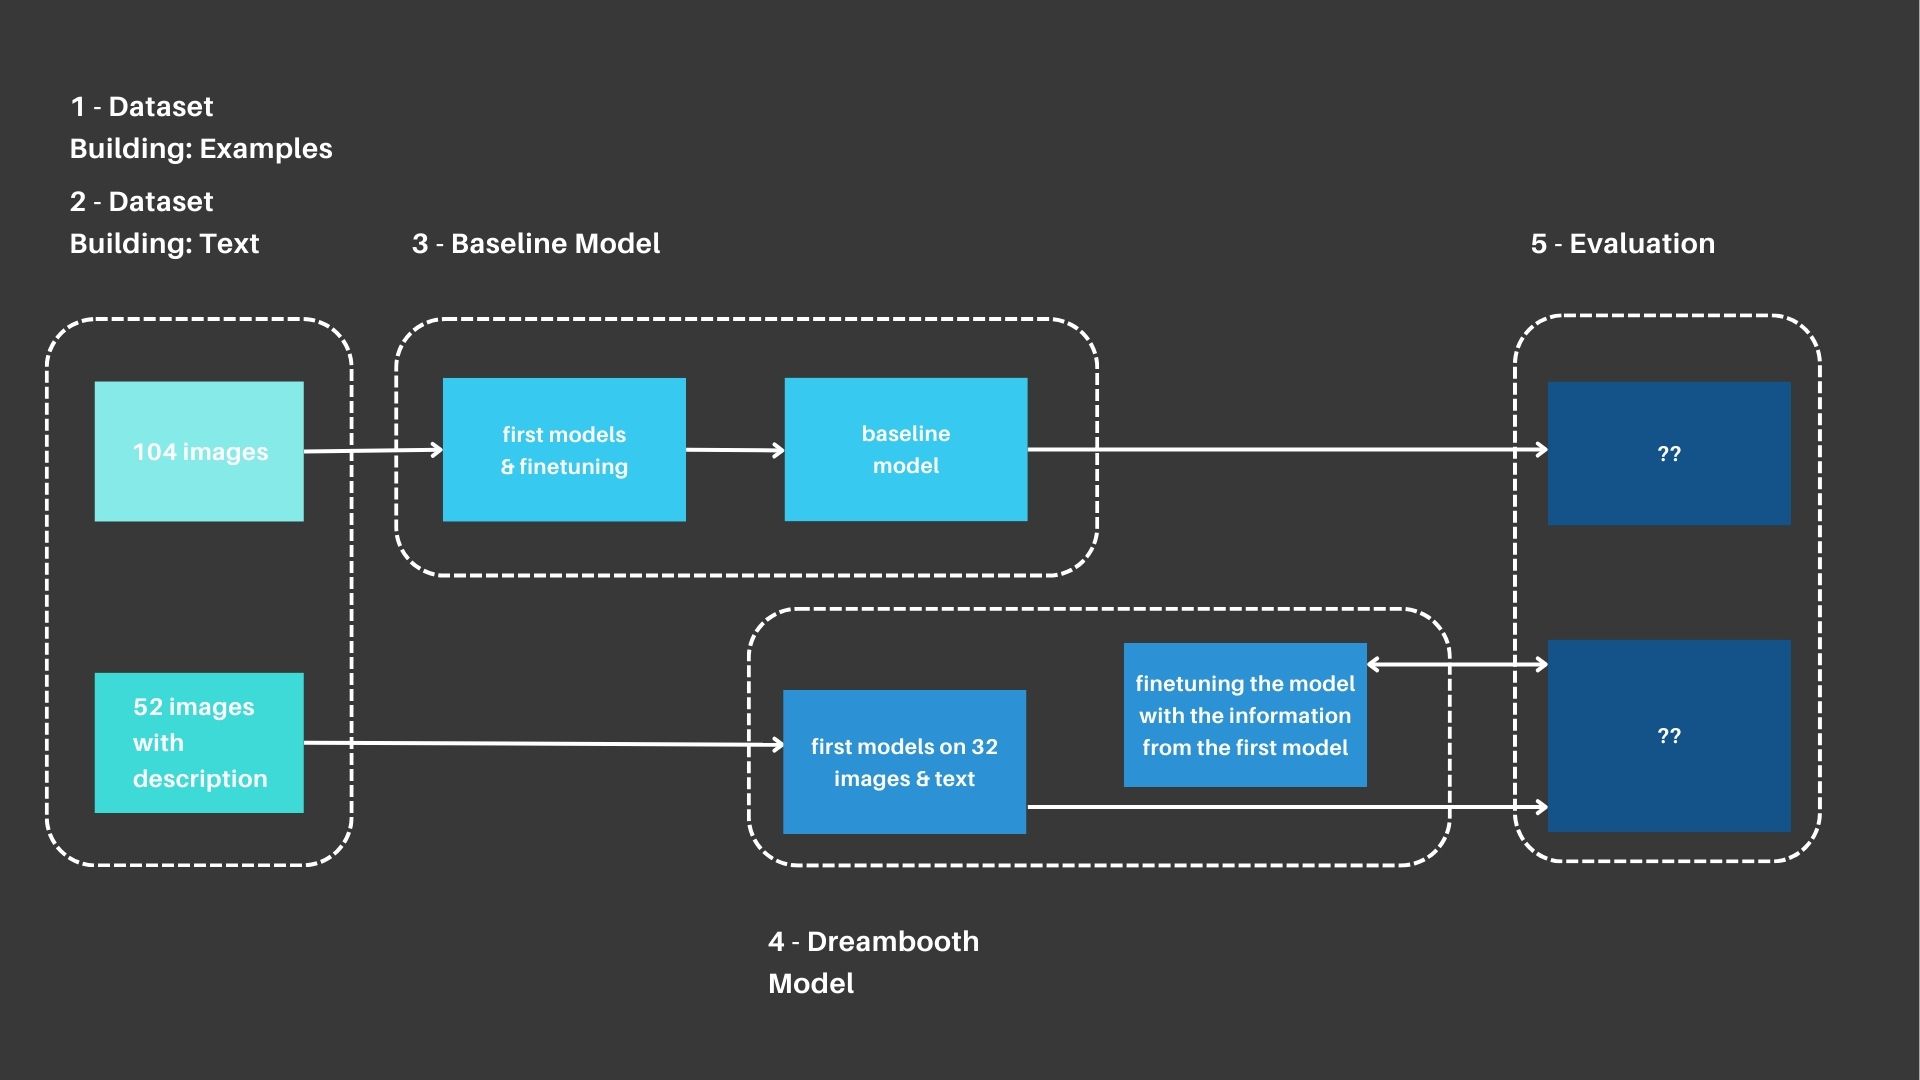 1 - Dataset
Building: Examples
2 - Dataset
Building: Text
3 - Baseline Model
5 - Evaluation
104 images
first models
& finetuning
baseline
model
??
52 images
with
description
first models on 32
images & text
finetuning the model
with the information
from the first model
??
4 - Dreambooth
Model